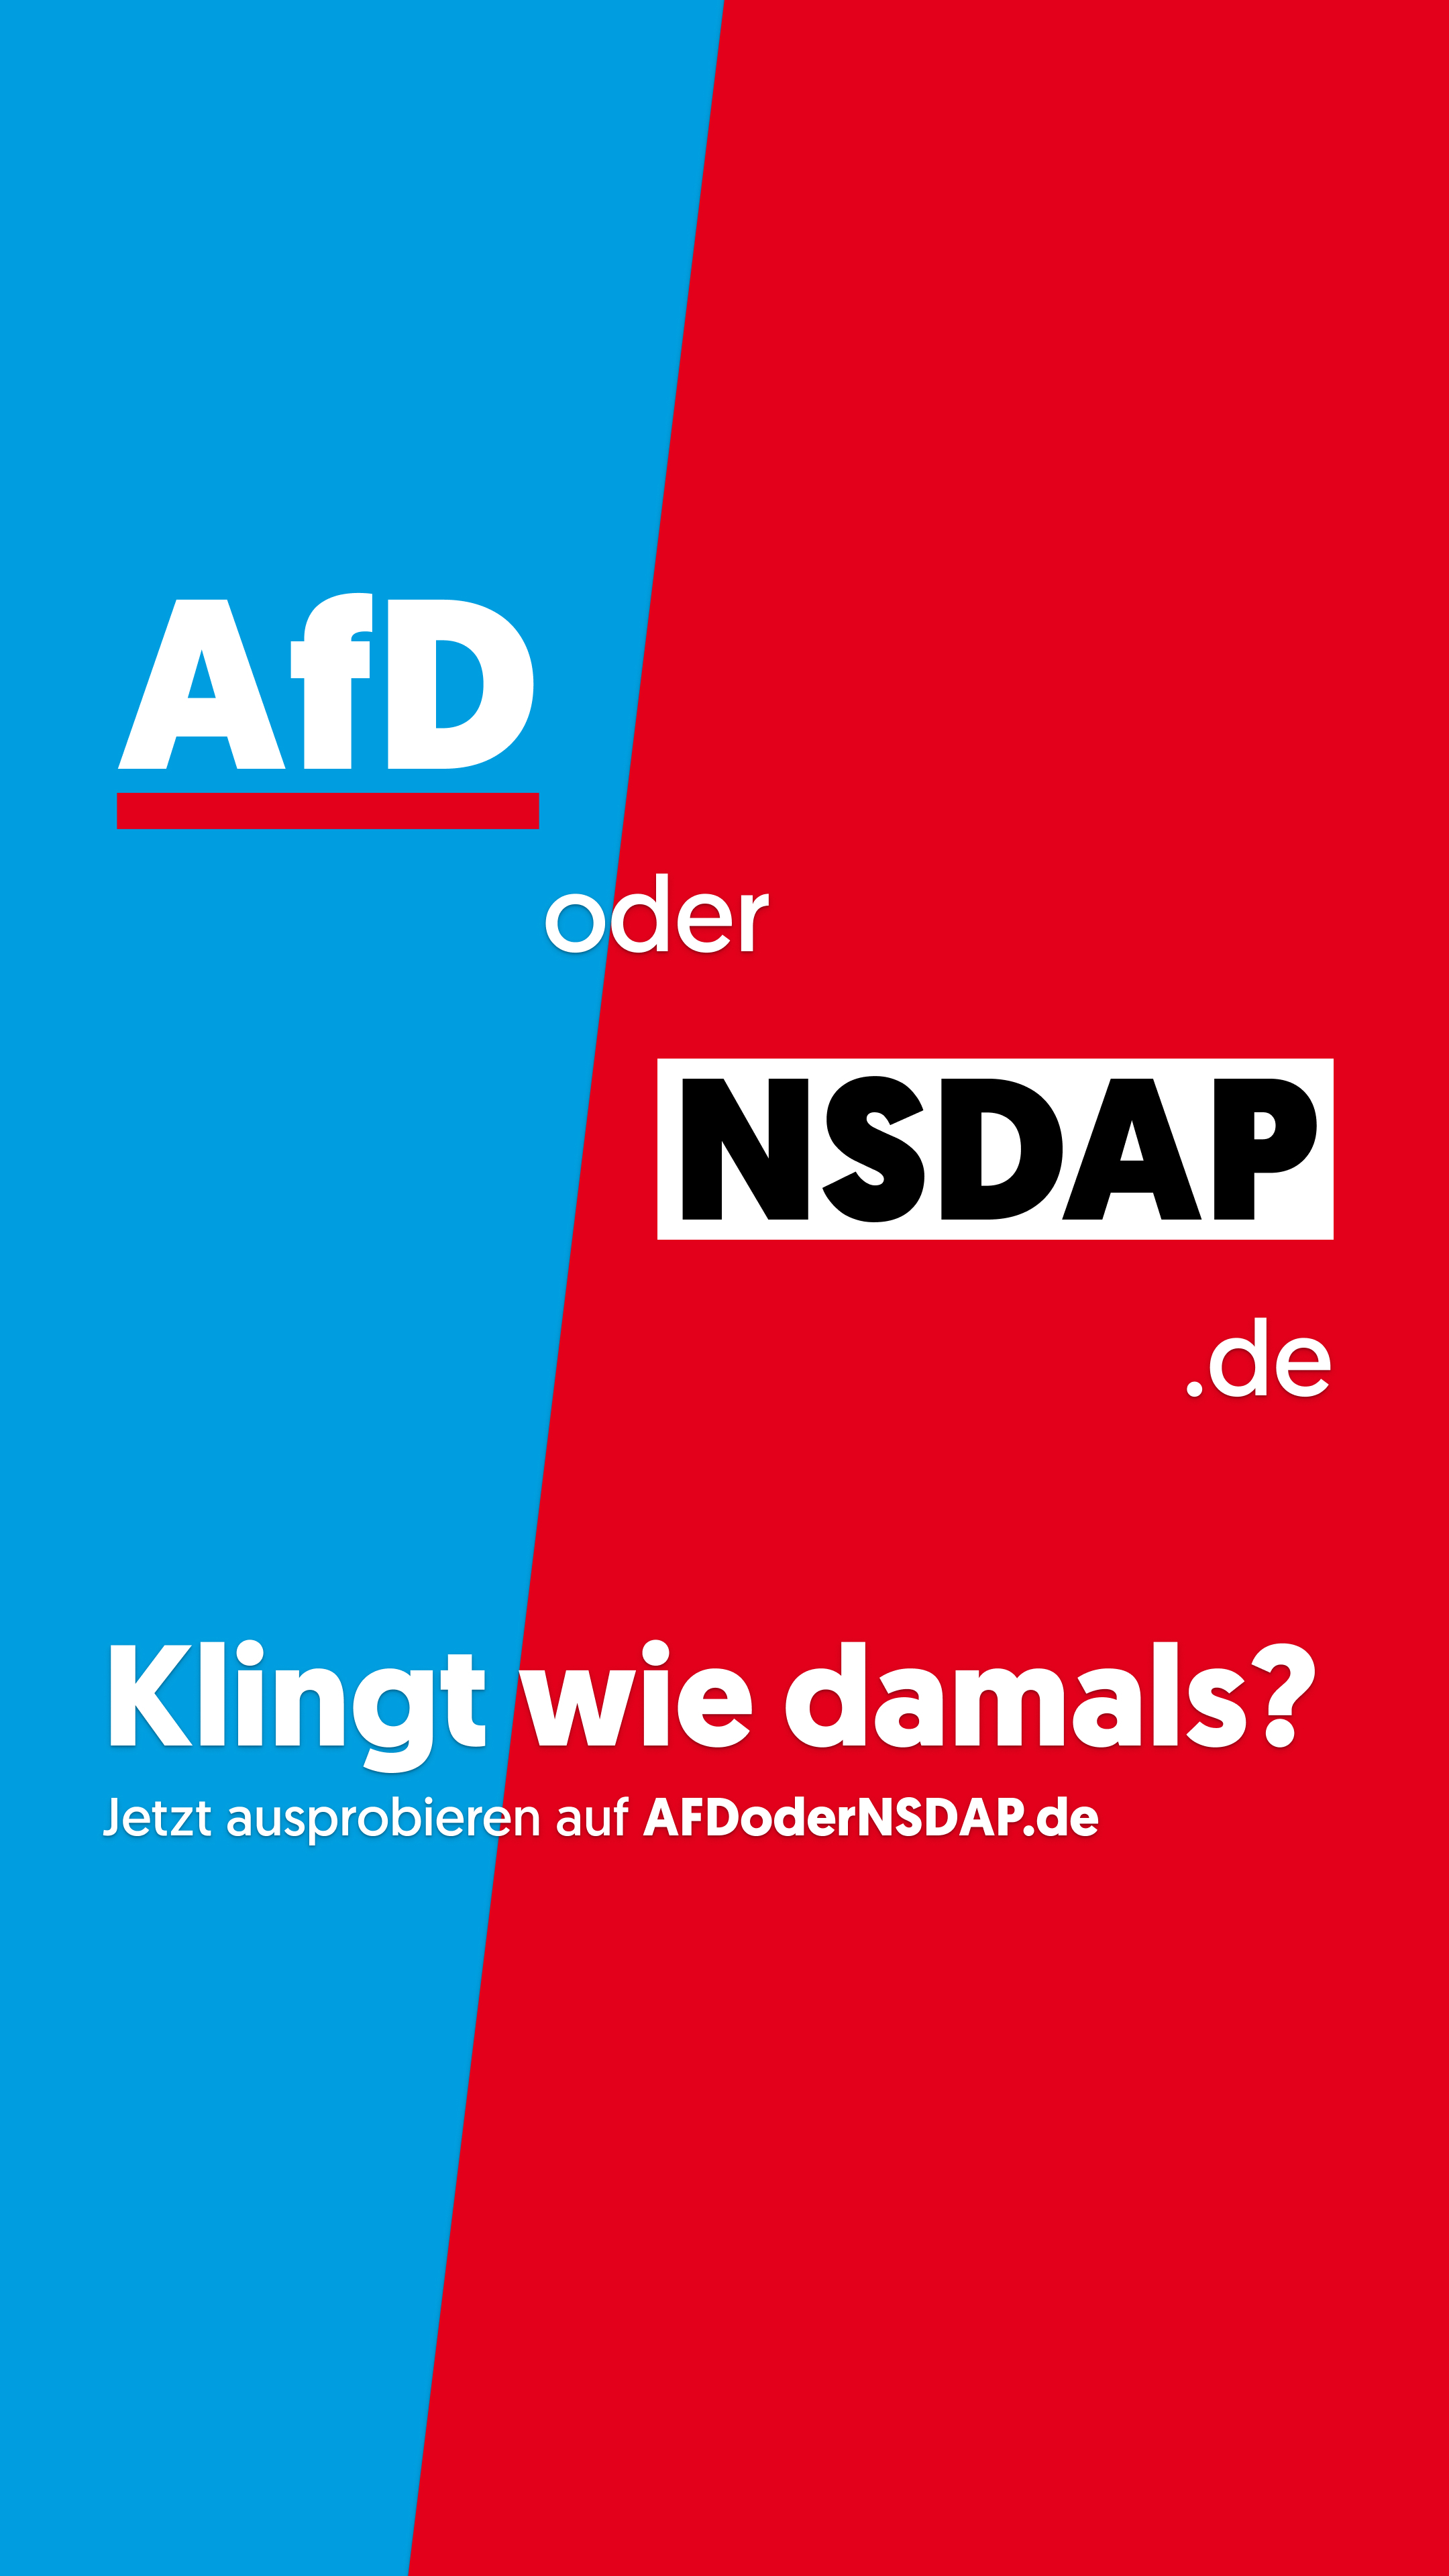 AfD
oder
NSDAP
.de
Klingt wie damals?
Jetzt ausprobieren auf AFDoderNSDAP.de